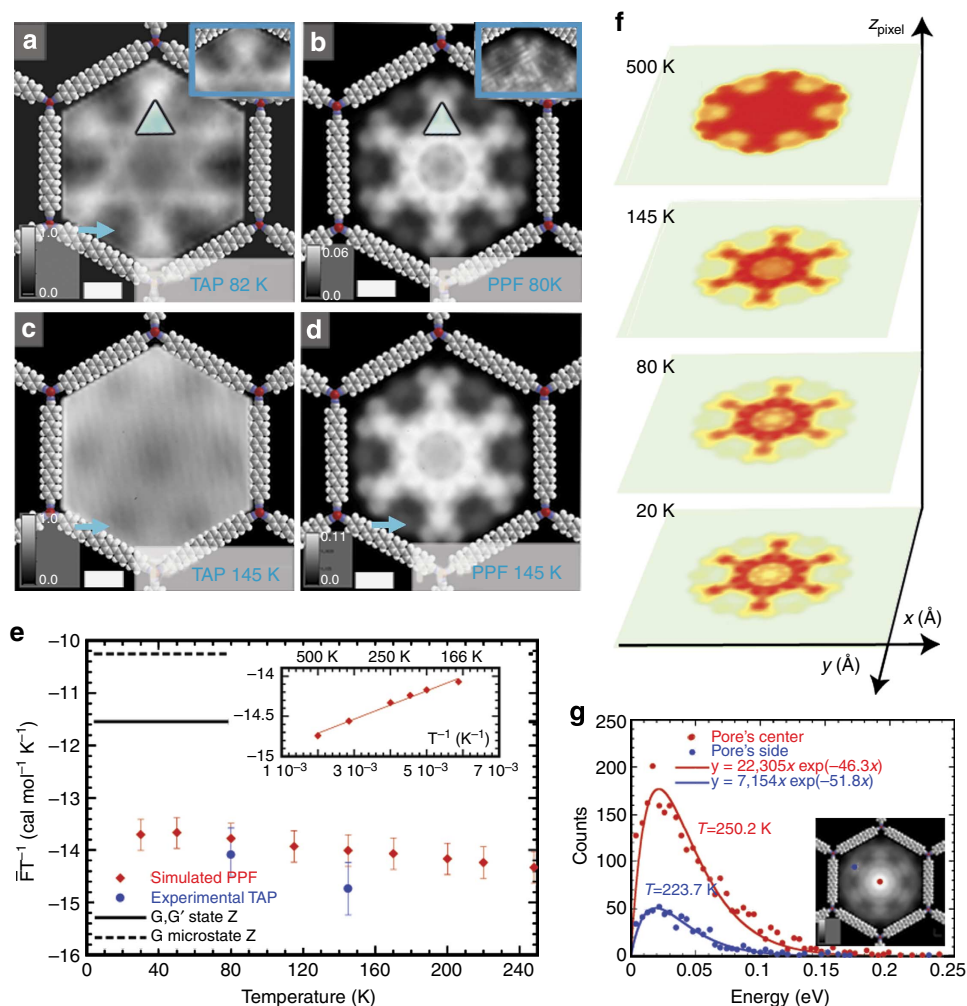 a
b
1.0
0.0
TAP 82 K
0.06
0.0
PPF 80K
c
d
1.0
0.0
TAP 145 K
0.11
0.0
PPF 145 K
f
z pixel
500 K
145 K
80 K
20 K
x (Å)
y (Å)
e
F̅T⁻¹ (cal mol⁻¹ K⁻¹)
−10
−11
−12
−13
−14
−15
−16
0 40 80 120 160 200 240
Temperature (K)
500 K 250 K 166 K
−14
−14.5
−15
1 10⁻³ 3 10⁻³ 5 10⁻³ 7 10⁻³
T⁻¹ (K⁻¹)
Simulated PPF
Experimental TAP
G,G′ state Z
G microstate Z
g
Counts
250
200
150
100
50
0
0 0.05 0.1 0.15 0.2 0.25
Energy (eV)
Pore's center
Pore's side
y = 22,305x exp(−46.3x)
y = 7,154x exp(−51.8x)
T=250.2 K
T=223.7 K